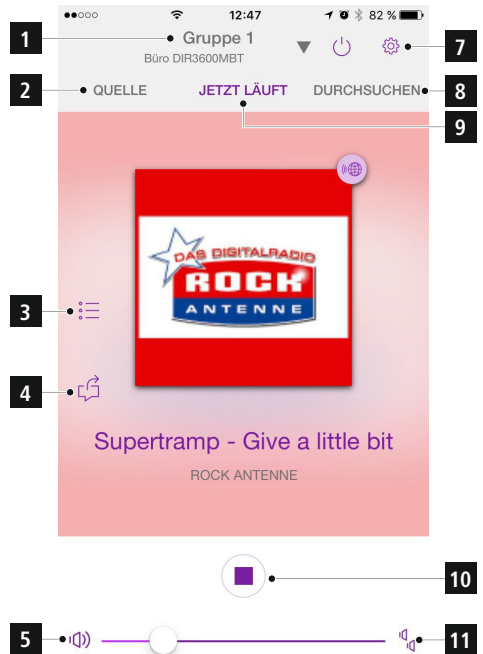 12:47
82 %
1
Gruppe 1
7
Büro DIR3600MBT
2
QUELLE
JETZT LÄUFT
DURCHSUCHEN
8
9
DAS DIGITALRADIO
ROCK
ANTENNE
3
4
Supertramp - Give a little bit
ROCK ANTENNE
10
5
11